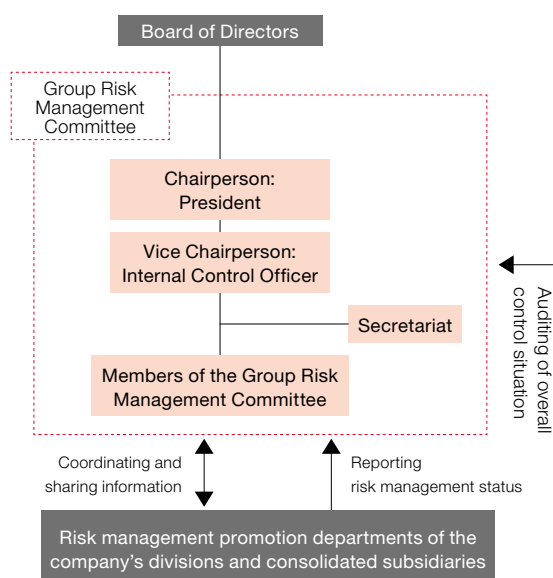 Board of Directors
Group Risk
Management
Committee
Chairperson:
President
Vice Chairperson:
Internal Control Officer
Secretariat
Members of the Group Risk
Management Committee
Auditing of overall
control situation
Coordinating and
sharing information
Reporting
risk management status
Risk management promotion departments of the
company’s divisions and consolidated subsidiaries